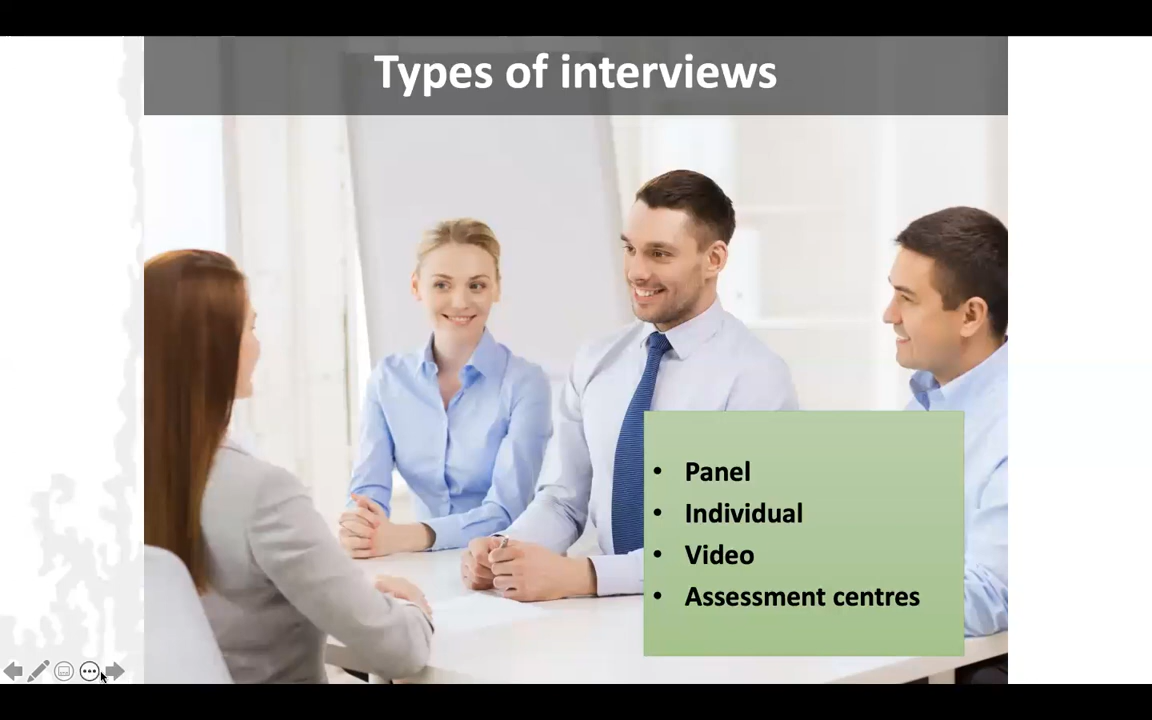 Types of interviews
• Panel
• Individual
• Video
• Assessment centres